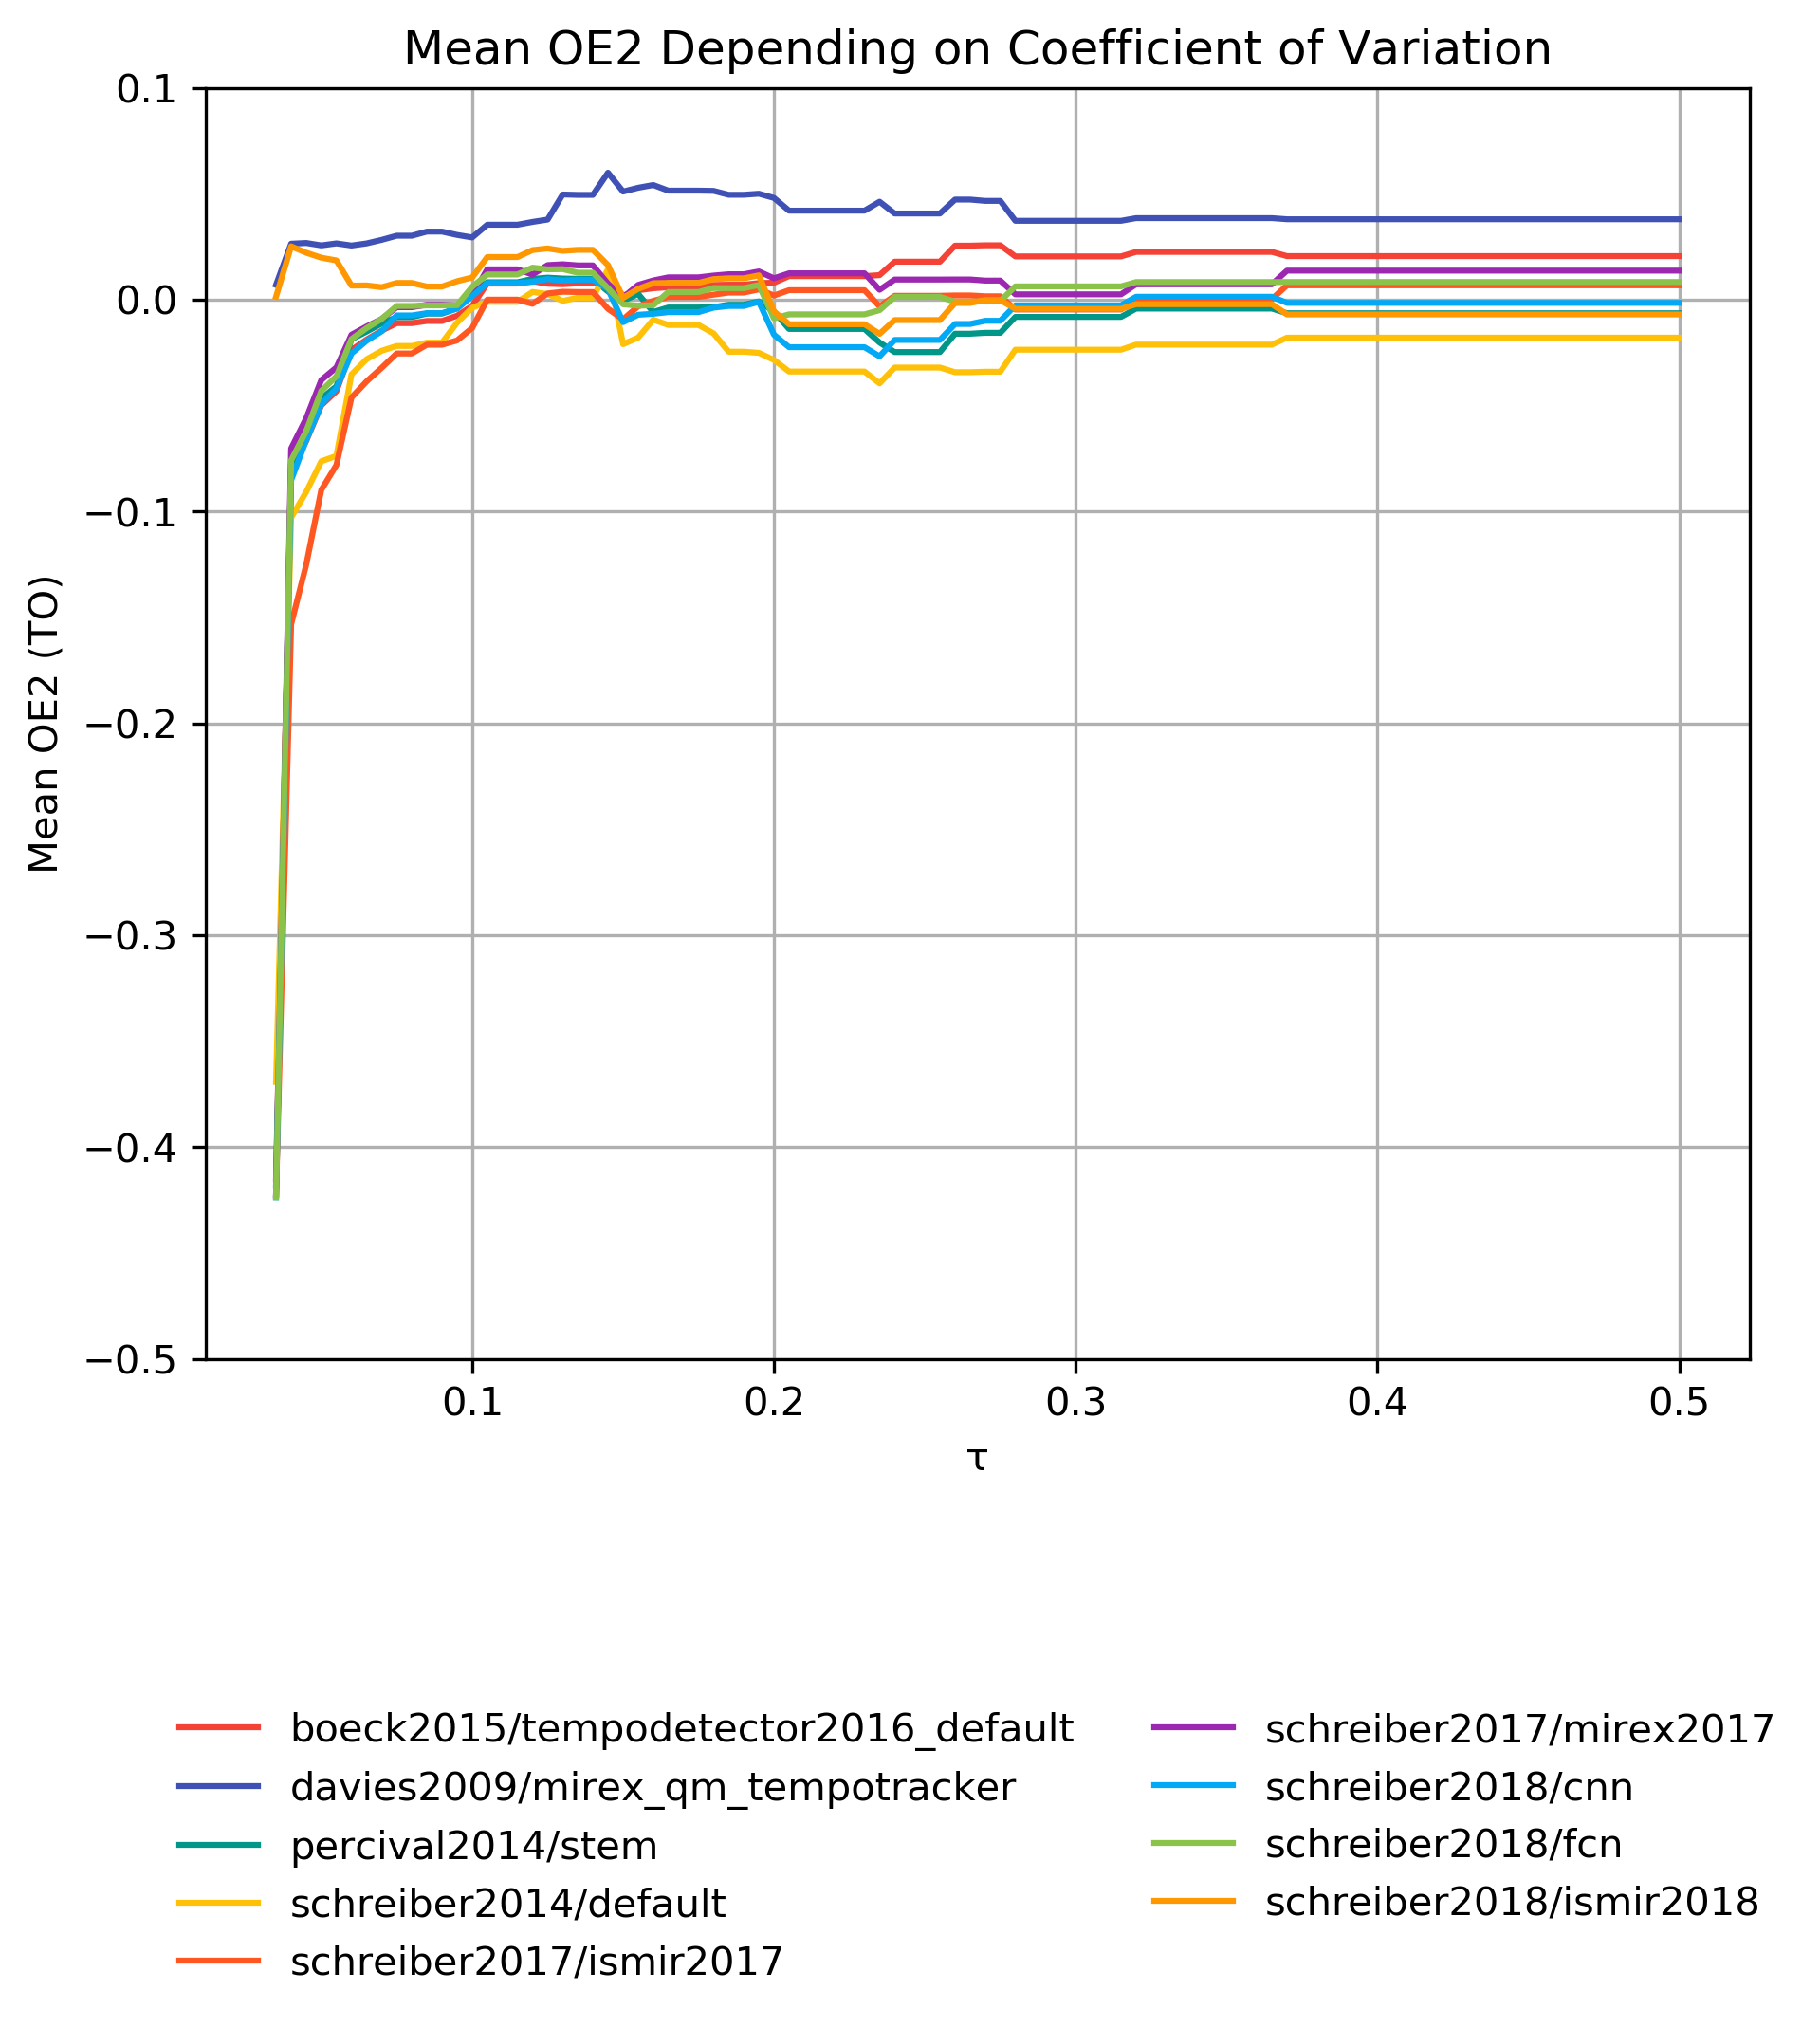 Mean OE2 Depending on Coefficient of Variation
0.1
0.0
−0.1
−0.2
−0.3
−0.4
−0.5
Mean OE2 (TO)
0.1
0.2
0.3
0.4
0.5
τ
boeck2015/tempodetector2016_default
davies2009/mirex_qm_tempotracker
percival2014/stem
schreiber2014/default
schreiber2017/ismir2017
schreiber2017/mirex2017
schreiber2018/cnn
schreiber2018/fcn
schreiber2018/ismir2018